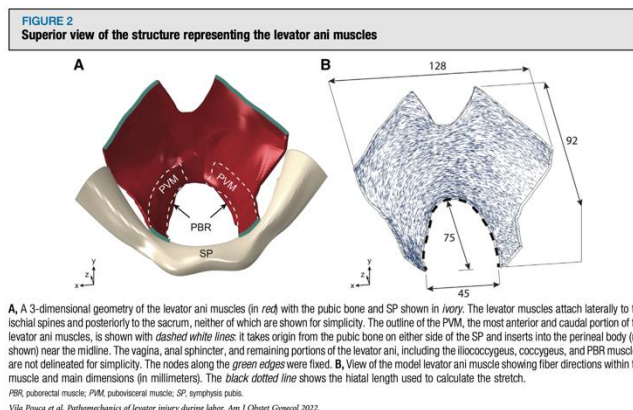 FIGURE 2
Superior view of the structure representing the levator ani muscles
A
B
128
92
PVM
PVM
PBR
SP
75
45
y
z
x
y
z
x
A, A 3-dimensional geometry of the levator ani muscles (in red) with the pubic bone and SP shown in ivory. The levator muscles attach laterally to
ischial spines and posteriorly to the sacrum, neither of which are shown for simplicity. The outline of the PVM, the most anterior and caudal portion of
levator ani muscles, is shown with dashed white lines: it takes origin from the pubic bone on either side of the SP and inserts into the perineal body
shown) near the midline. The vagina, anal sphincter, and remaining portions of the levator ani, including the iliococcygeus, coccygeus, and PBR
are not delineated for simplicity. The nodes along the green edges were fixed. B, View of the model levator ani muscle showing fiber directions within
muscle and main dimensions (in millimeters). The black dotted line shows the hiatal length used to calculate the stretch.
PBR, puborectal muscle; PVM, pubovisceral muscle; SP, symphysis pubis.
Vila Pouca et al. Pathomechanics of levator injury during labor. Am J Obstet Gynecol 2022.